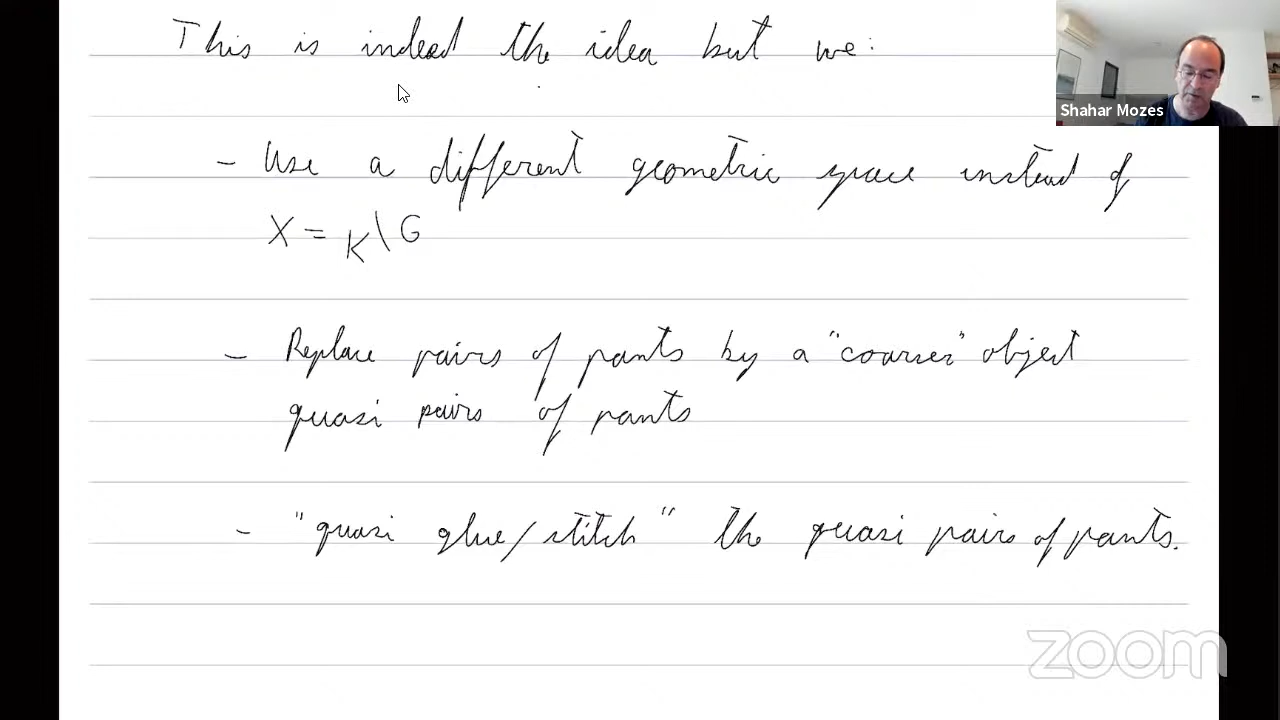 This is indeed the idea but we:
Shahar Mozes
- Use a different geometric space instead of
X = K\G
- Replace pairs of pants by a "coarser" object
quasi pairs of pants
- "quasi glue/stitch" the quasi pairs of pants.
zoom